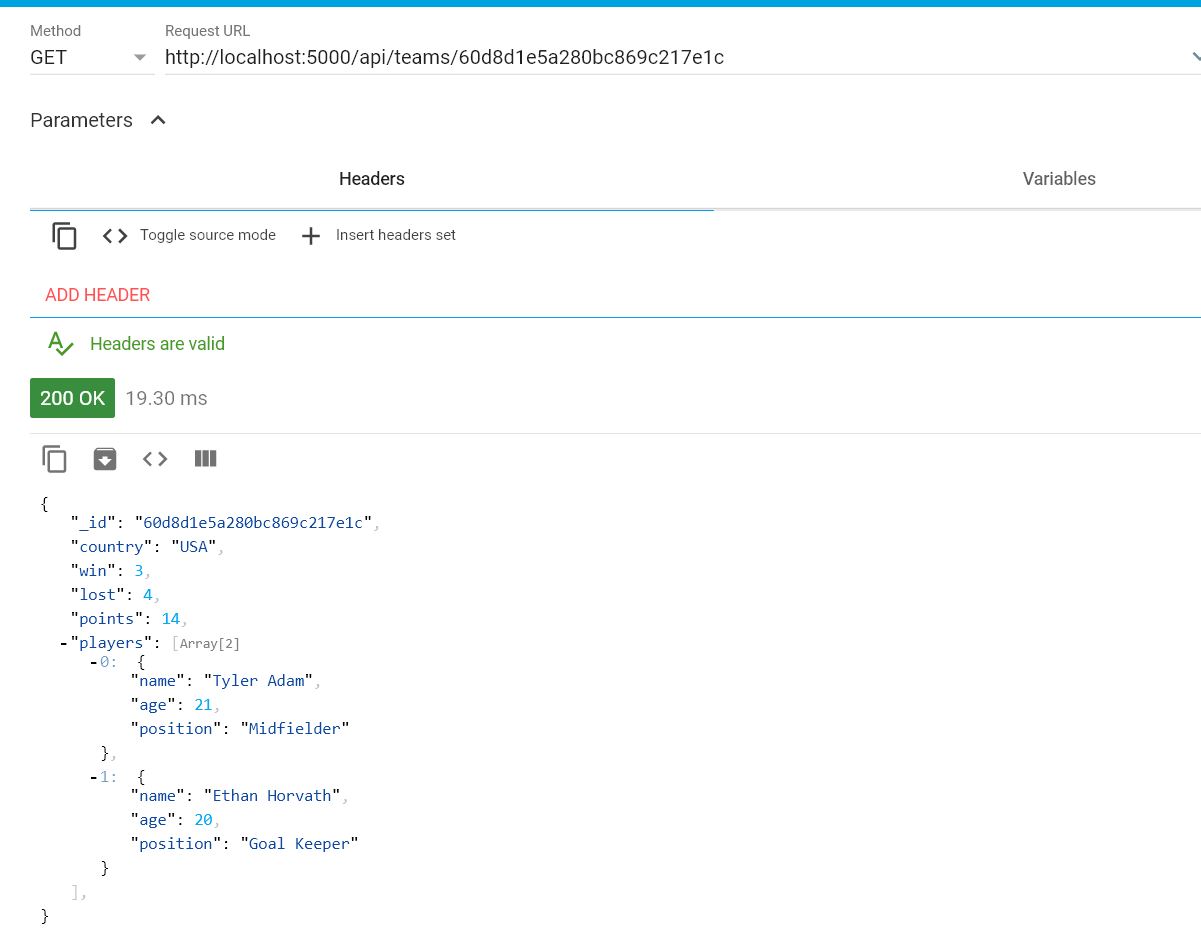 Method
Request URL
GET
http://localhost:5000/api/teams/60d8d1e5a280bc869c217e1c
Parameters
Headers
Variables
Toggle source mode
Insert headers set
ADD HEADER
Headers are valid
200 OK
19.30 ms
{
"_id": "60d8d1e5a280bc869c217e1c",
"country": "USA",
"win": 3,
"lost": 4,
"points": 14,
-"players": [Array[2]
-0: {
"name": "Tyler Adam",
"age": 21,
"position": "Midfielder"
},
-1: {
"name": "Ethan Horvath",
"age": 20,
"position": "Goal Keeper"
}
],
}